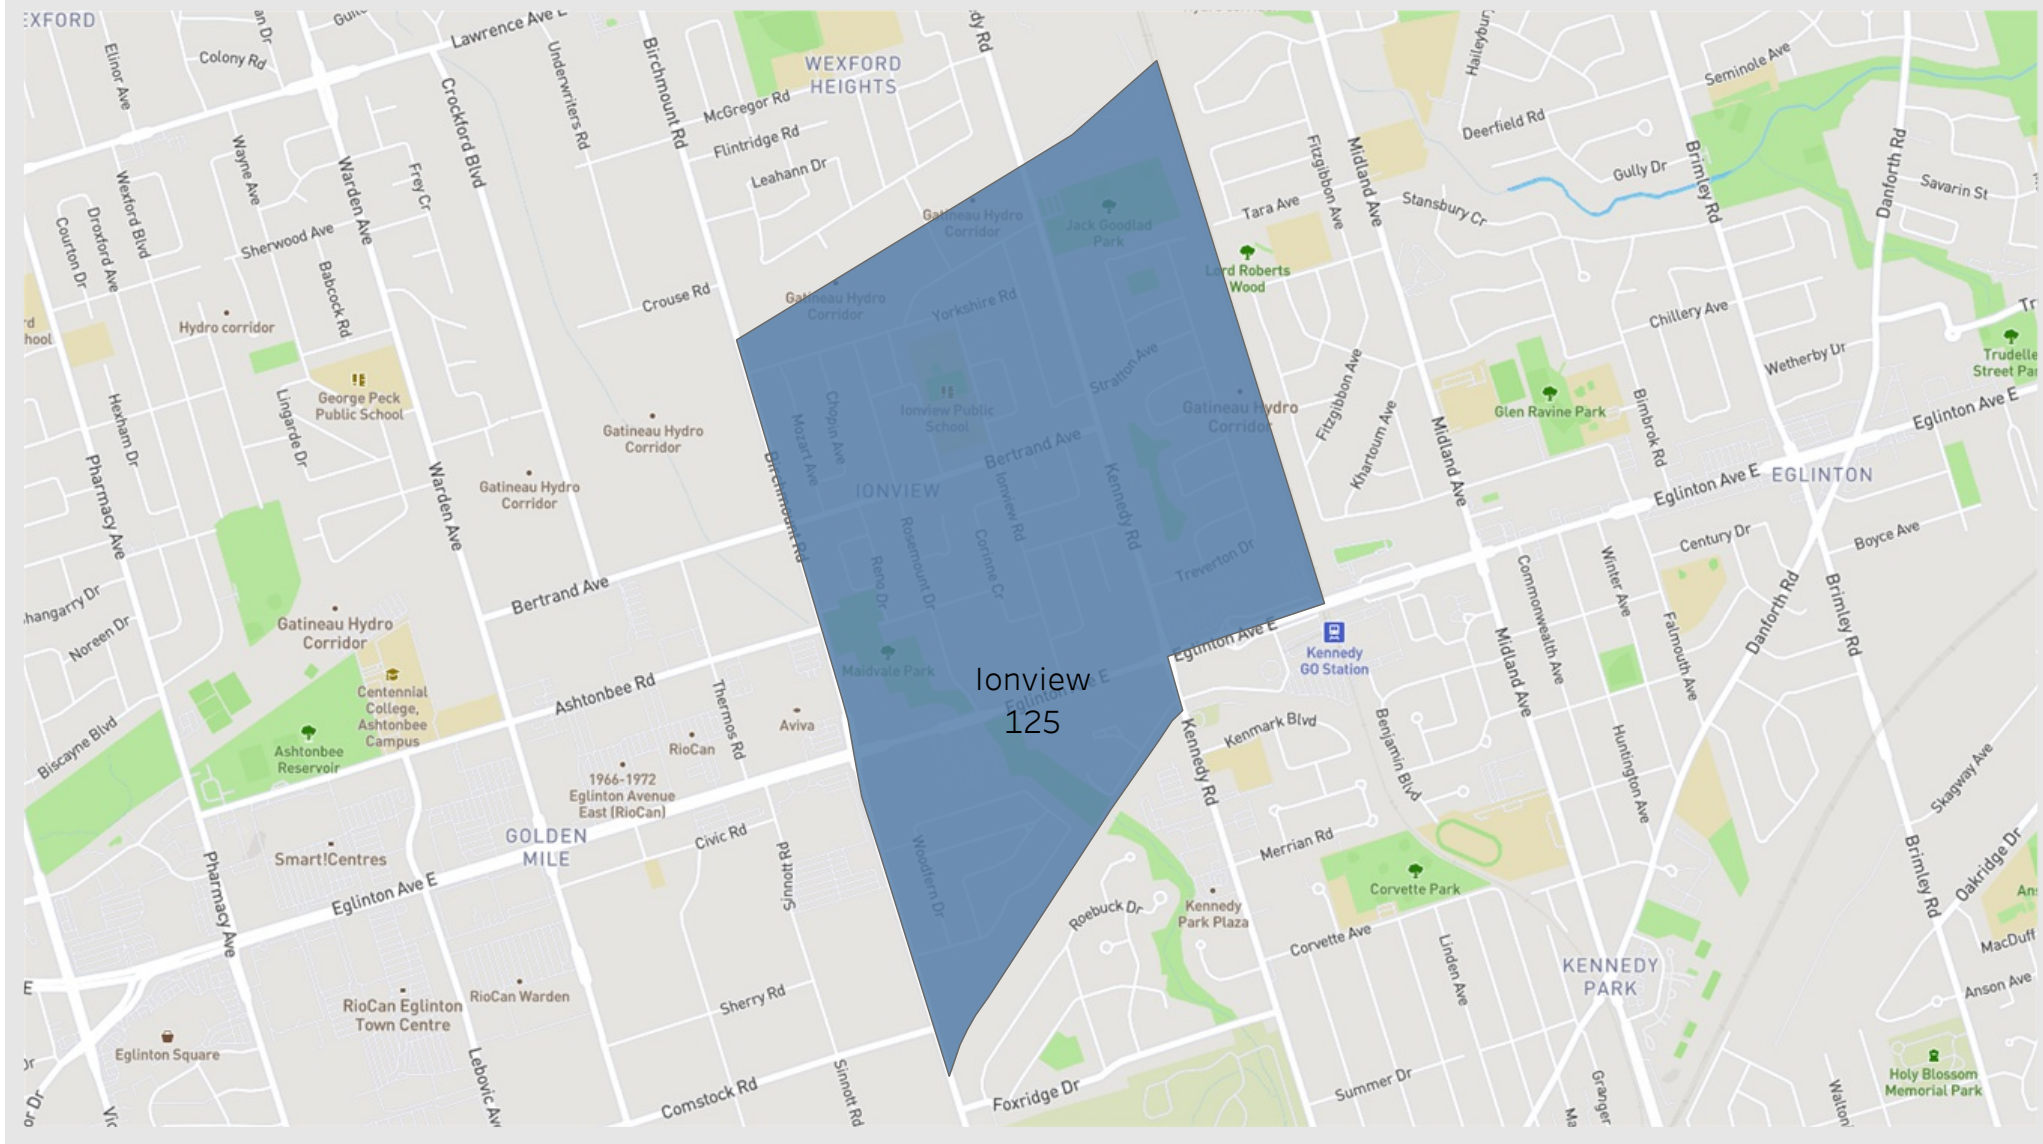 EXFORD
Lawrence Ave E
Colony Rd
Elinor Ave
Underwriters Rd
Birchmount Rd
WEXFORD
HEIGHTS
McGregor Rd
Flintridge Rd
Leahann Dr
Seminole Ave
Deerfield Rd
Gully Dr
Savarin St
Danforth Rd
Brimley Rd
Midland Ave
Fitzgibbon Ave
Stansbury Cr
Tara Ave
Crockford Blvd
Wayne Ave
Warden Ave
Frey Cr
Wexford Blvd
Droxford Ave
Courton Dr
Sherwood Ave
Babcock Rd
Gatineau Hydro
Corridor
Jack Goodlad
Park
Lord Roberts
Wood
Crouse Rd
Gatineau Hydro
Corridor
Yorkshire Rd
Hydro corridor
Chillery Ave
Wetherby Dr
Trudelle
Street Par
George Peck
Public School
Lingarde Dr
Hexham Dr
Stratton Ave
Fitzgibbon Ave
Khartoum Ave
Glen Ravine Park
Bimbrok Rd
Eglinton Ave E
Chopin Ave
Mozart Ave
Ionview Public
School
Gatineau Hydro
Corridor
Gatineau Hydro
Corridor
Gatineau Hydro
Corridor
Bertrand Ave
IONVIEW
Birchmount Rd
Ionview Rd
Kennedy Rd
Midland Ave
Eglinton Ave E
EGLINTON
Pharmacy Ave
Warden Ave
Rosemount Dr
Corinne Cr
Reno Dr
Treverton Dr
Century Dr
Boyce Ave
Winter Ave
Commonwealth Ave
Falmouth Ave
Danforth Rd
Brimley Rd
Bertrand Ave
hangarry Dr
Noreen Dr
Gatineau Hydro
Corridor
Eglinton Ave E
Kennedy
GO Station
Maidvale Park
Ionview
125
Eglinton Ave E
Centennial
College,
Ashtonbee
Campus
Ashtonbee Rd
Thermos Rd
Aviva
RioCan
Biscayne Blvd
Ashtonbee
Reservoir
1966-1972
Eglinton Avenue
East (RioCan)
Kenmark Blvd
Kennedy Rd
Benjamin Blvd
Midland Ave
Huntington Ave
Skagway Ave
GOLDEN
MILE
Civic Rd
Sinnott Rd
Smart!Centres
Pharmacy Ave
Eglinton Ave E
Woodfern Dr
Merrian Rd
Corvette Park
Roebuck Dr
Kennedy
Park Plaza
Corvette Ave
Linden Ave
Brimley Rd
Oakridge Dr
MacDuff
Anson Ave
KENNEDY
PARK
RioCan Eglinton
Town Centre
RioCan Warden
Sherry Rd
Eglinton Square
Lebovic Av
Comstock Rd
Sinnott Rd
Foxridge Dr
Summer Dr
Granger
Walton
Holy Blossom
Memorial Park